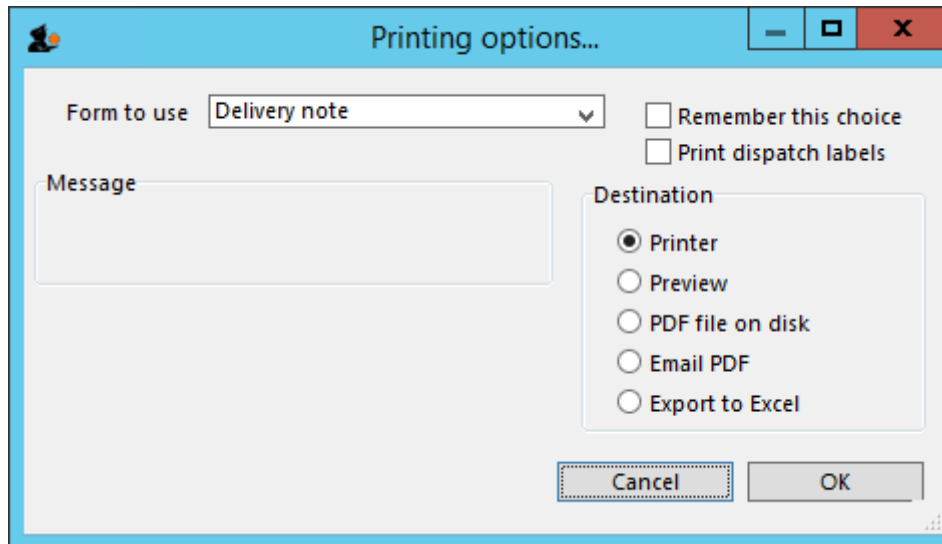 Printing options...
Form to use
Delivery note
Remember this choice
Print dispatch labels
Message
Destination
Printer
Preview
PDF file on disk
Email PDF
Export to Excel
Cancel
OK